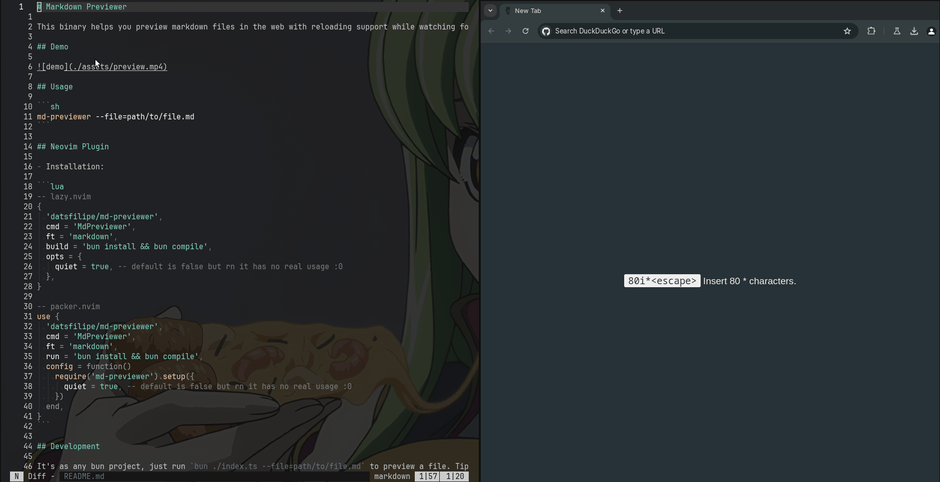 1 # Markdown Previewer
1
2 This binary helps you preview markdown files in the web with reloading support while watching fo
3
4 ## Demo
5
6 ![demo](./assets/preview.mp4)
7
8 ## Usage
9
10 ```sh
11 md-previewer --file=path/to/file.md
12 ```
13
14 ## Neovim Plugin
15
16 - Installation:
17
18 ```lua
19 -- lazy.nvim
20 {
21 'datsfilipe/md-previewer',
22 cmd = 'MdPreviewer',
23 ft = 'markdown',
24 build = 'bun install && bun compile',
25 opts = {
26 quiet = true, -- default is false but rn it has no real usage :0
27 },
28 }
29
30 -- packer.nvim
31 use {
32 'datsfilipe/md-previewer',
33 cmd = 'MdPreviewer',
34 ft = 'markdown',
35 run = 'bun install && bun compile',
36 config = function()
37 require('md-previewer').setup({
38 quiet = true, -- default is false but rn it has no real usage :0
39 })
40 end,
41 }
42 ```
43
44 ## Development
45
46 It's as any bun project, just run `bun ./index.ts --file=path/to/file.md` to preview a file. Tip
N Diff - README.md markdown 1|57 1|20
New Tab
Search DuckDuckGo or type a URL
80i*<escape> Insert 80 * characters.